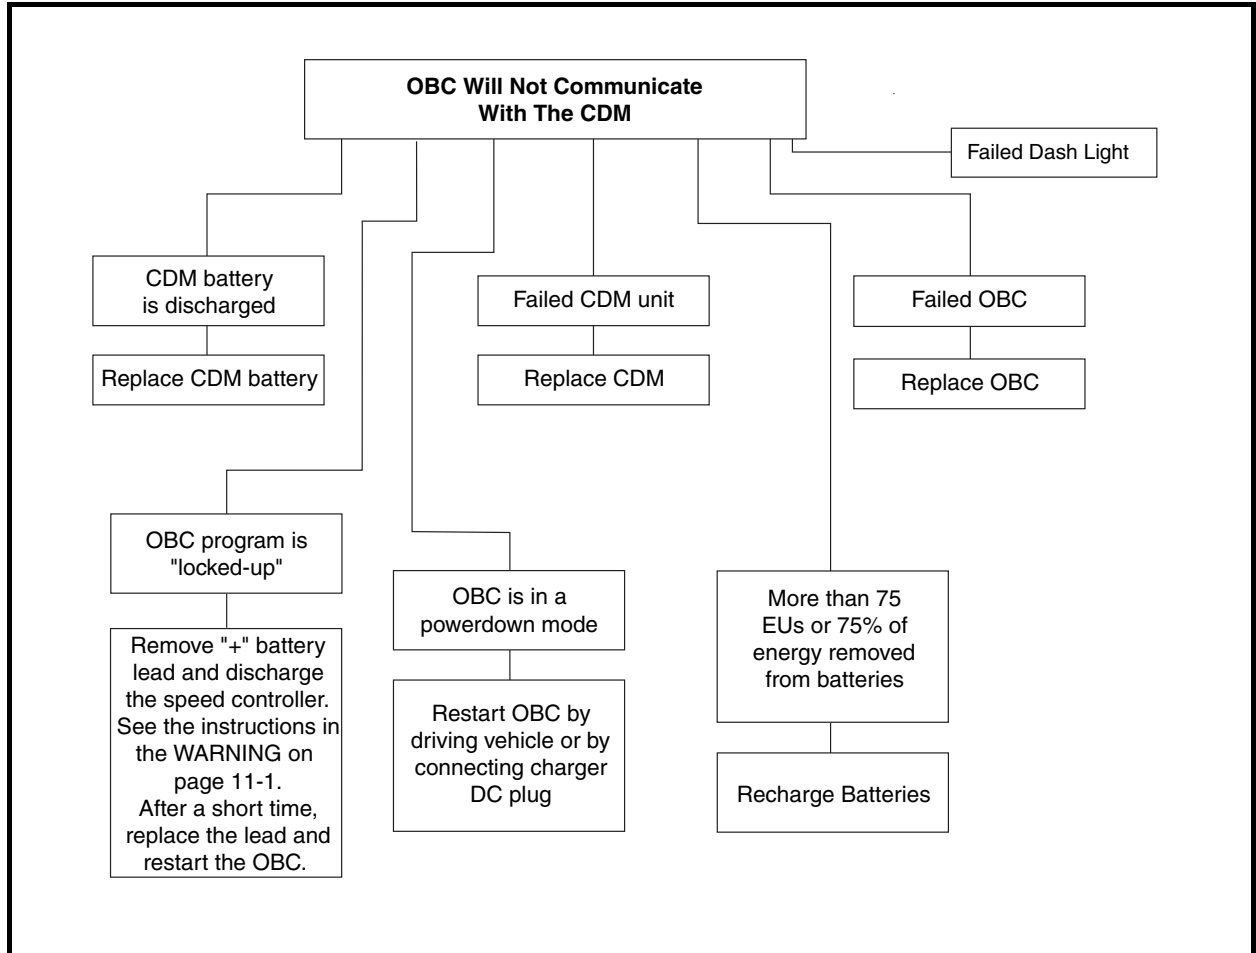 OBC Will Not Communicate
With The CDM
Failed Dash Light
CDM battery
is discharged
Replace CDM battery
Failed CDM unit
Replace CDM
Failed OBC
Replace OBC
OBC program is
"locked-up"
Remove "+" battery
lead and discharge
the speed controller.
See the instructions in
the WARNING on
page 11-1.
After a short time,
replace the lead and
restart the OBC.
OBC is in a
powerdown mode
Restart OBC by
driving vehicle or by
connecting charger
DC plug
More than 75
EUs or 75% of
energy removed
from batteries
Recharge Batteries